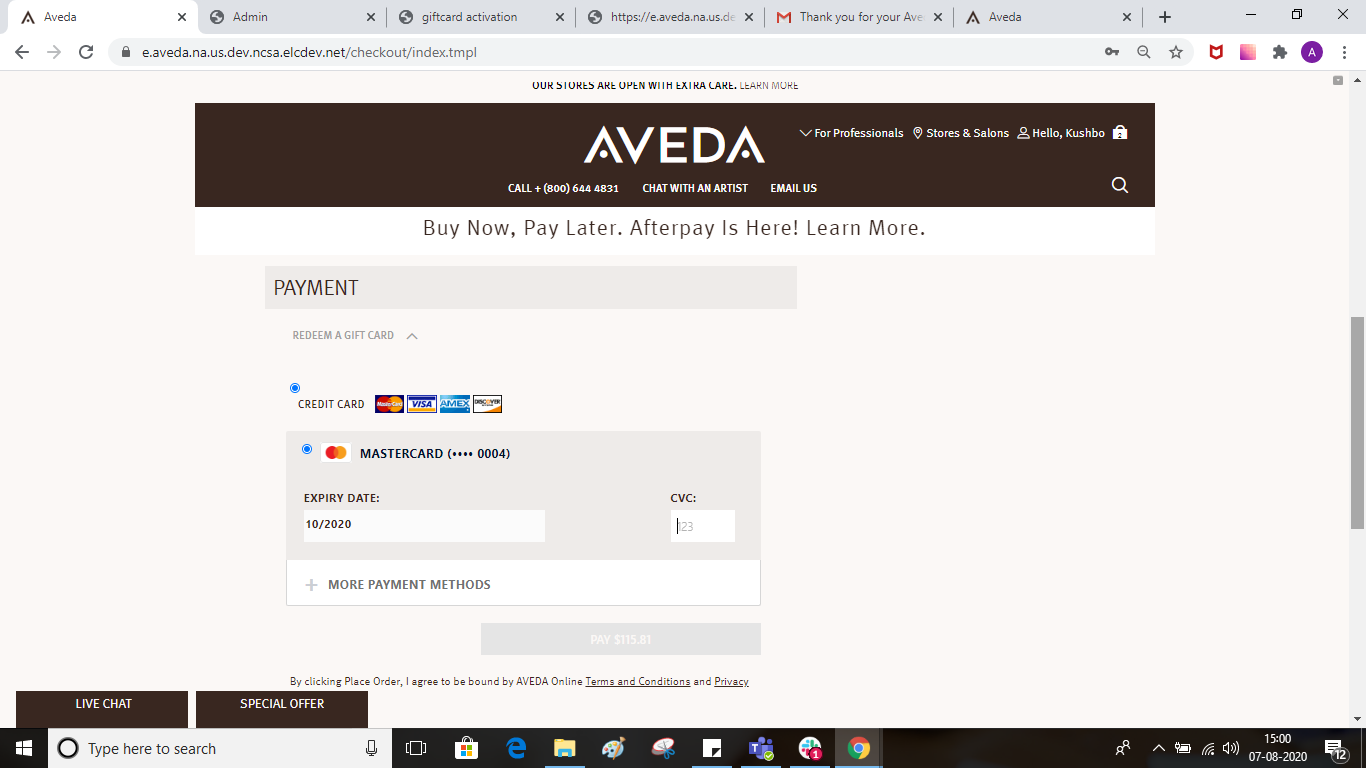 Aveda
Admin
giftcard activation
https://e.aveda.na.us.de
Thank you for your Ave
Aveda
e.aveda.na.us.dev.ncsa.elcdev.net/checkout/index.tmpl
A
OUR STORES ARE OPEN WITH EXTRA CARE. LEARN MORE
AVEDA
For Professionals Stores & Salons Hello, Kushbo 2
CALL + (800) 644 4831 CHAT WITH AN ARTIST EMAIL US
Buy Now, Pay Later. Afterpay Is Here! Learn More.
PAYMENT
REDEEM A GIFT CARD
CREDIT CARD MasterCard VISA AMEX DISCOVER
MASTERCARD (•••• 0004)
EXPIRY DATE: CVC:
10/2020 123
MORE PAYMENT METHODS
PAY $115.81
By clicking Place Order, I agree to be bound by AVEDA Online Terms and Conditions and Privacy
LIVE CHAT SPECIAL OFFER
Type here to search
1
15:00
07-08-2020
12